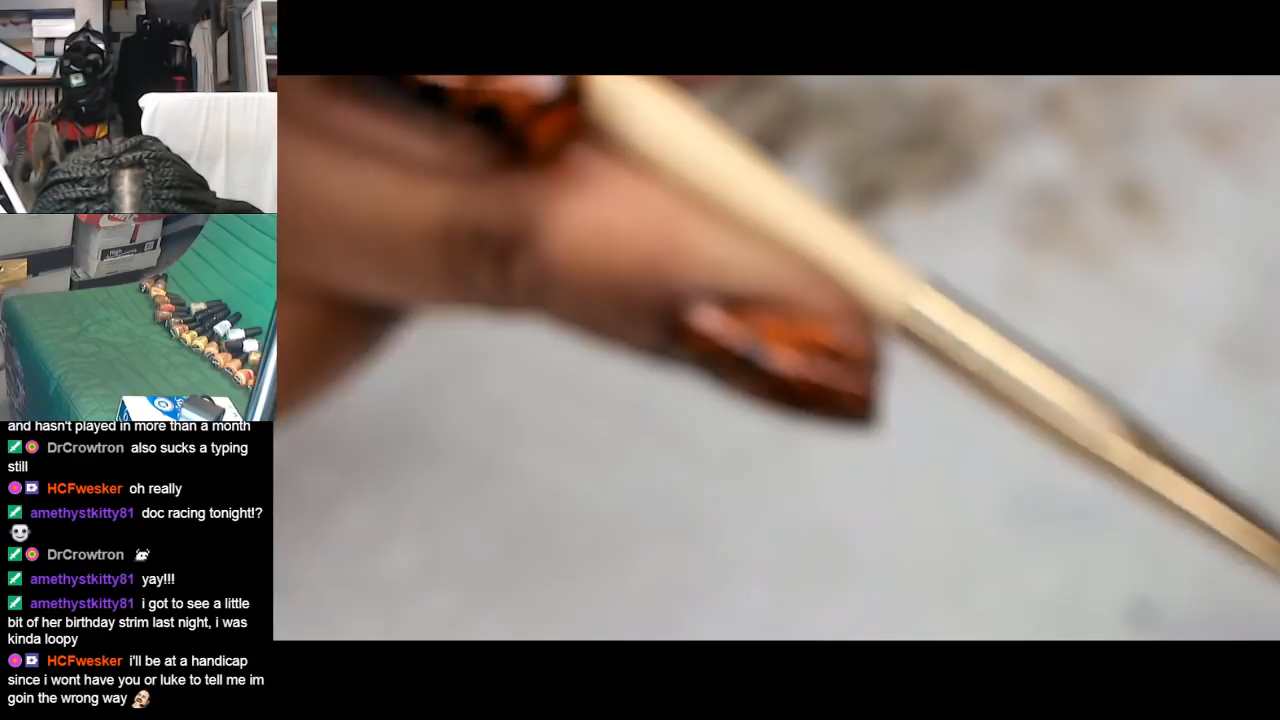 and hasn't played in more than a month
DrCrowtron also sucks a typing
still
HCFwesker oh really
amethystkitty81 doc racing tonight!?
DrCrowtron
amethystkitty81 yay!!!
amethystkitty81 i got to see a little
bit of her birthday strim last night, i was
kinda loopy
HCFwesker i'll be at a handicap
since i wont have you or luke to tell me im
goin the wrong way